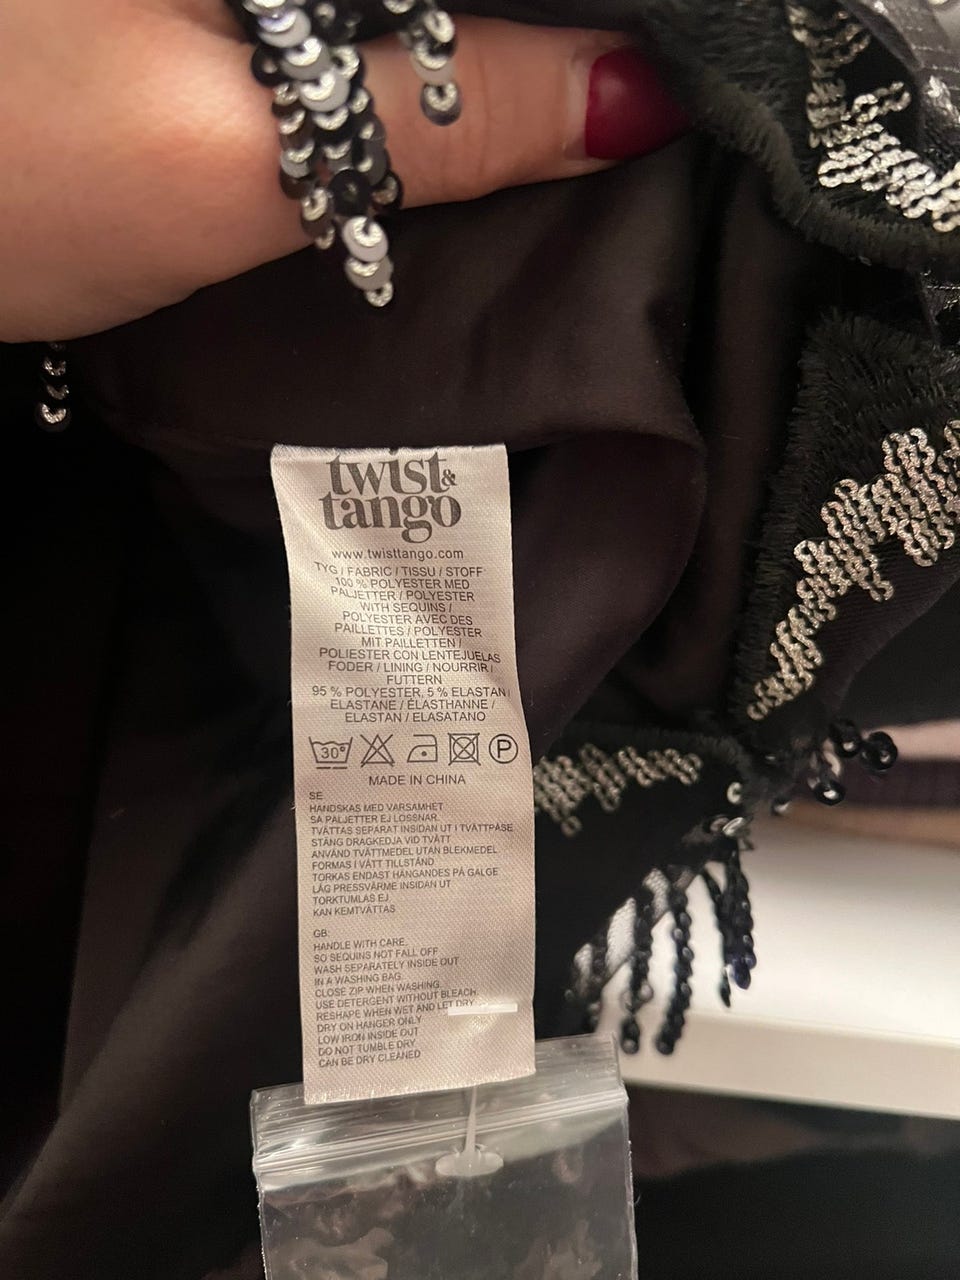 twist&
tango
www.twisttango.com
TYG / FABRIC / TISSU / STOFF
100 % POLYESTER MED
PALJETTER / POLYESTER
WITH SEQUINS /
POLYESTER AVEC DES
PAILLETTES / POLYESTER
MIT PAILLETTEN /
POLIESTER CON LENTEJUELAS
FODER / LINING / NOURRIR /
FUTTERN
95 % POLYESTER, 5 % ELASTAN /
ELASTANE / ÉLASTHANNE /
ELASTAN / ELASATANO
30° P
MADE IN CHINA
SE
HANDSKAS MED VARSAMHET
SA PALJETTER EJ LOSSNAR.
TVÄTTAS SEPARAT INSIDAN UT I TVÄTTPÅSE
STÄNG DRAGKEDJA VID TVÄTT
ANVÄND TVÄTTMEDEL UTAN BLEKMEDEL
FORMAS I VÅTT TILLSTÅND
TORKAS ENDAST HÄNGANDES PÅ GALGE
LÅG PRESSVÄRME INSIDAN UT
TORKTUMLAS EJ
KAN KEMTVÄTTAS
GB:
HANDLE WITH CARE.
SO SEQUINS NOT FALL OFF
WASH SEPARATELY INSIDE OUT
IN A WASHING BAG.
CLOSE ZIP WHEN WASHING.
USE DETERGENT WITHOUT BLEACH.
RESHAPE WHEN WET AND LET DRY
DRY ON HANGER ONLY
LOW IRON INSIDE OUT
DO NOT TUMBLE DRY
CAN BE DRY CLEANED